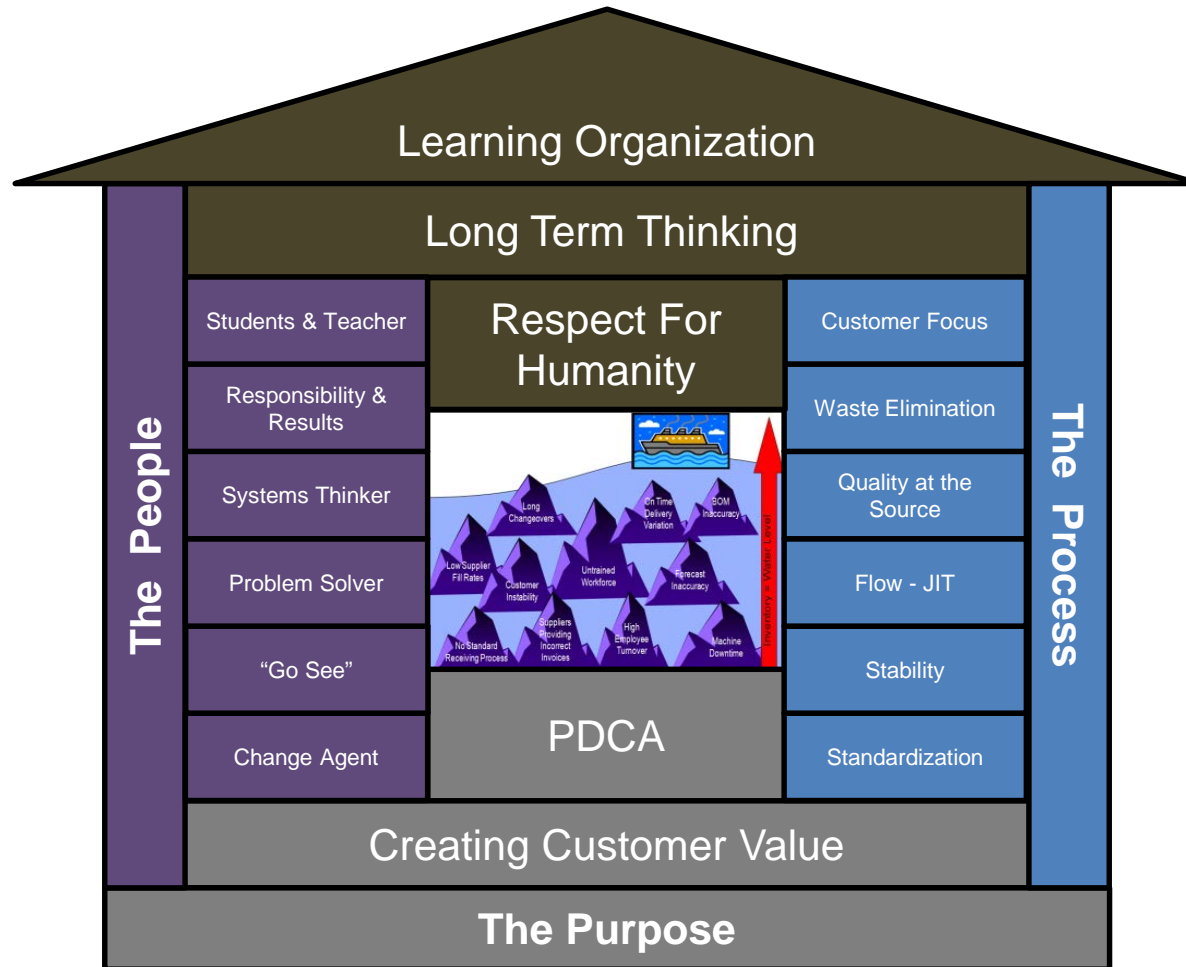 Learning Organization
Long Term Thinking
The People
Students & Teacher
Responsibility &
Results
Systems Thinker
Problem Solver
“Go See”
Change Agent
Respect For
Humanity
Long
Changeovers
On Time
Delivery
Variation
BOM
Inaccuracy
Low Supplier
Fill Rates
Customer
Instability
Untrained
Workforce
Forecast
Inaccuracy
No Standard
Receiving Process
Suppliers
Providing
Incorrect
Invoices
High
Employee
Turnover
Machine
Downtime
Inventory = Water Level
PDCA
Customer Focus
Waste Elimination
Quality at the
Source
Flow - JIT
Stability
Standardization
The Process
Creating Customer Value
The Purpose